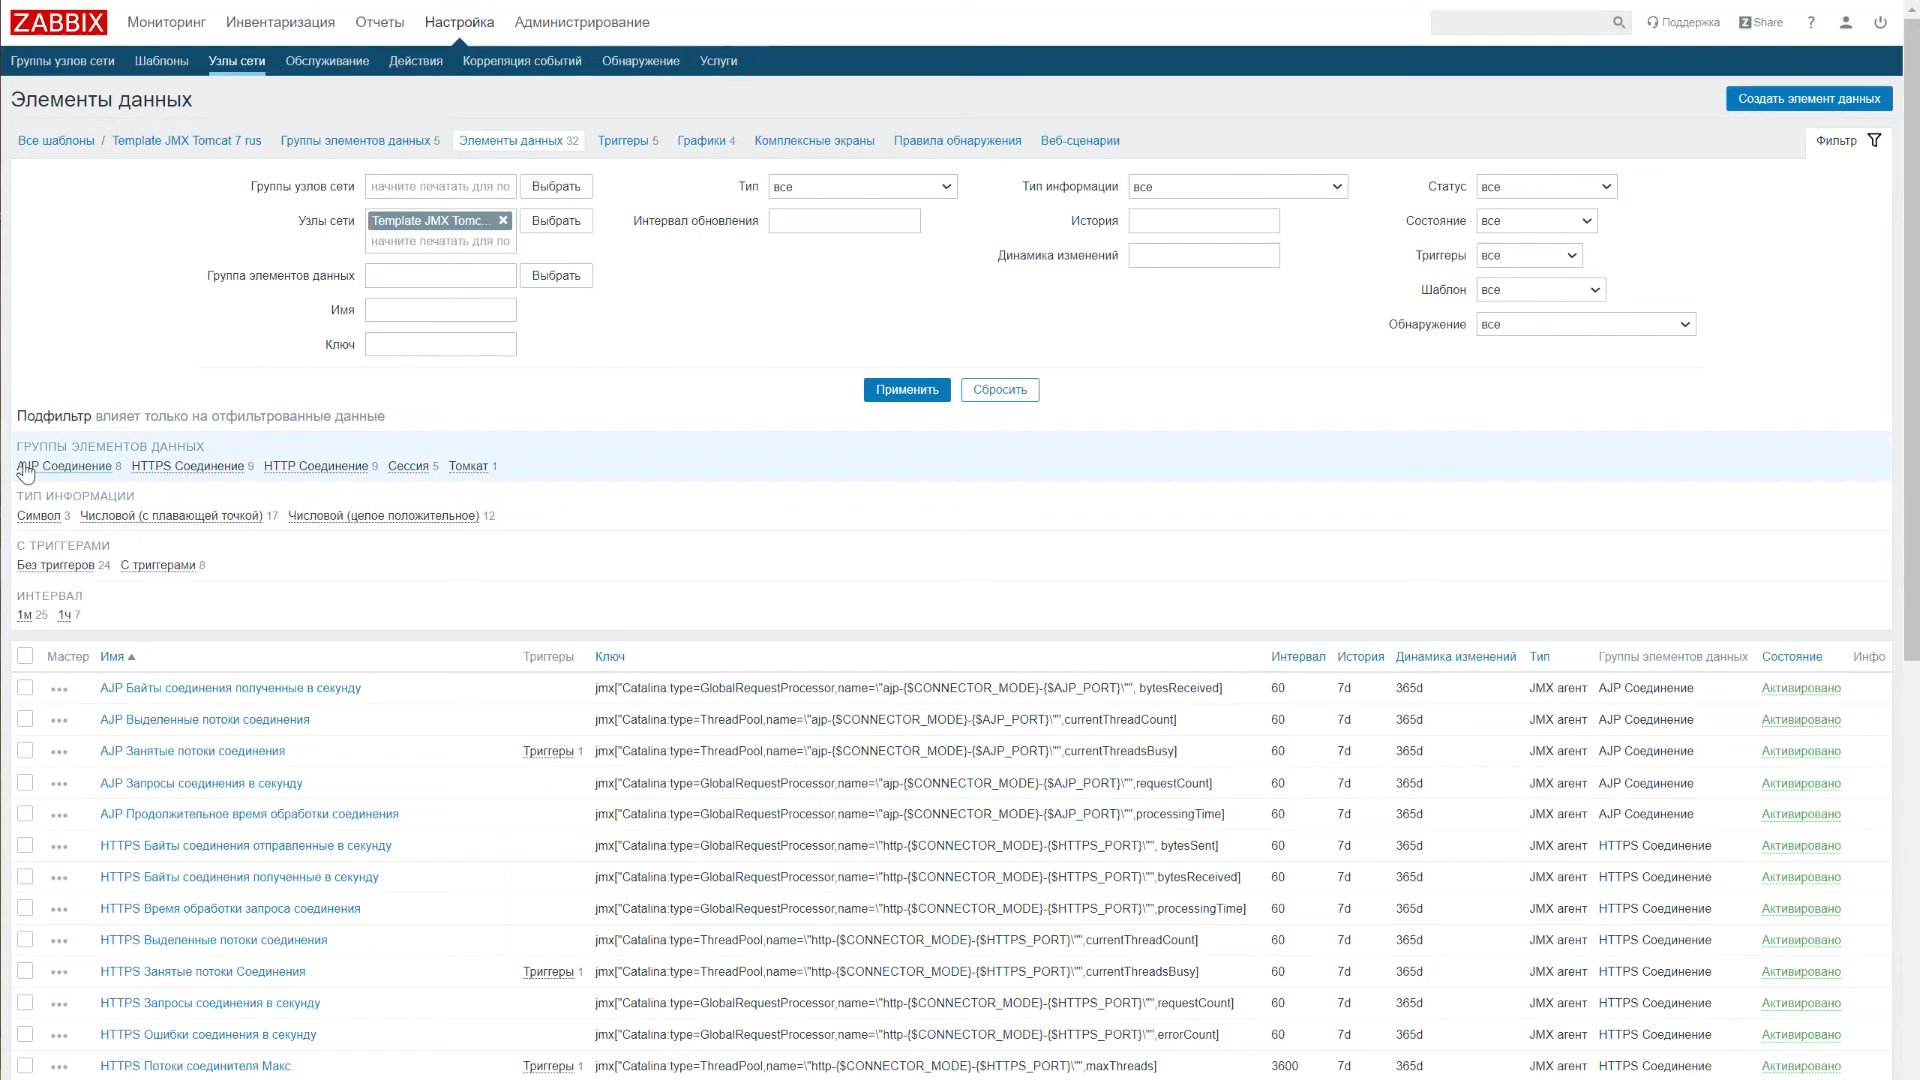 ZABBIX Мониторинг Инвентаризация Отчеты Настройка Администрирование Поддержка Z Share ?
Группы узлов сети Шаблоны Узлы сети Обслуживание Действия Корреляция событий Обнаружение Услуги
Элементы данных Создать элемент данных
Все шаблоны / Template JMX Tomcat 7 rus Группы элементов данных 5 Элементы данных 32 Триггеры 5 Графики 4 Комплексные экраны Правила обнаружения Веб-сценарии Фильтр
Группы узлов сети начните печатать для по Выбрать Тип все Тип информации все Статус все
Узлы сети Template JMX Tomc... Выбрать Интервал обновления История Состояние все
начните печатать для по
Динамика изменений Триггеры все
Группа элементов данных Выбрать
Шаблон все
Имя
Обнаружение все
Ключ
Применить Сбросить
Подфильтр влияет только на отфильтрованные данные
ГРУППЫ ЭЛЕМЕНТОВ ДАННЫХ
AJP Соединение 8 HTTPS Соединение 9 HTTP Соединение 9 Сессия 5 Томкат 1
ТИП ИНФОРМАЦИИ
Символ 3 Числовой (с плавающей точкой) 17 Числовой (целое положительное) 12
С ТРИГГЕРАМИ
Без триггеров 24 С триггерами 8
ИНТЕРВАЛ
1м 25 1ч 7
Мастер Имя Триггеры Ключ Интервал История Динамика изменений Тип Группы элементов данных Состояние Инфо
AJP Байты соединения полученные в секунду jmx["Catalina:type=GlobalRequestProcessor,name=\"ajp-{$CONNECTOR_MODE}-{$AJP_PORT}\"", bytesReceived] 60 7d 365d JMX агент AJP Соединение Активировано
AJP Выделенные потоки соединения jmx["Catalina:type=ThreadPool,name=\"ajp-{$CONNECTOR_MODE}-{$AJP_PORT}\"",currentThreadCount] 60 7d 365d JMX агент AJP Соединение Активировано
AJP Занятые потоки соединения Триггеры 1 jmx["Catalina:type=ThreadPool,name=\"ajp-{$CONNECTOR_MODE}-{$AJP_PORT}\"",currentThreadsBusy] 60 7d 365d JMX агент AJP Соединение Активировано
AJP Запросы соединения в секунду jmx["Catalina:type=GlobalRequestProcessor,name=\"ajp-{$CONNECTOR_MODE}-{$AJP_PORT}\"",requestCount] 60 7d 365d JMX агент AJP Соединение Активировано
AJP Продолжительное время обработки соединения jmx["Catalina:type=GlobalRequestProcessor,name=\"ajp-{$CONNECTOR_MODE}-{$AJP_PORT}\"",processingTime] 60 7d 365d JMX агент AJP Соединение Активировано
HTTPS Байты соединения отправленные в секунду jmx["Catalina:type=GlobalRequestProcessor,name=\"http-{$CONNECTOR_MODE}-{$HTTPS_PORT}\"", bytesSent] 60 7d 365d JMX агент HTTPS Соединение Активировано
HTTPS Байты соединения полученные в секунду jmx["Catalina:type=GlobalRequestProcessor,name=\"http-{$CONNECTOR_MODE}-{$HTTPS_PORT}\"",bytesReceived] 60 7d 365d JMX агент HTTPS Соединение Активировано
HTTPS Время обработки запроса соединения jmx["Catalina:type=GlobalRequestProcessor,name=\"http-{$CONNECTOR_MODE}-{$HTTPS_PORT}\"",processingTime] 60 7d 365d JMX агент HTTPS Соединение Активировано
HTTPS Выделенные потоки соединения jmx["Catalina:type=ThreadPool,name=\"http-{$CONNECTOR_MODE}-{$HTTPS_PORT}\"",currentThreadCount] 60 7d 365d JMX агент HTTPS Соединение Активировано
HTTPS Занятые потоки Соединения Триггеры 1 jmx["Catalina:type=ThreadPool,name=\"http-{$CONNECTOR_MODE}-{$HTTPS_PORT}\"",currentThreadsBusy] 60 7d 365d JMX агент HTTPS Соединение Активировано
HTTPS Запросы соединения в секунду jmx["Catalina:type=GlobalRequestProcessor,name=\"http-{$CONNECTOR_MODE}-{$HTTPS_PORT}\"",requestCount] 60 7d 365d JMX агент HTTPS Соединение Активировано
HTTPS Ошибки соединения в секунду jmx["Catalina:type=GlobalRequestProcessor,name=\"http-{$CONNECTOR_MODE}-{$HTTPS_PORT}\"",errorCount] 60 7d 365d JMX агент HTTPS Соединение Активировано
HTTPS Потоки соединителя Макс. Триггеры 1 jmx["Catalina:type=ThreadPool,name=\"http-{$CONNECTOR_MODE}-{$HTTPS_PORT}\"",maxThreads] 3600 7d 365d JMX агент HTTPS Соединение Активировано